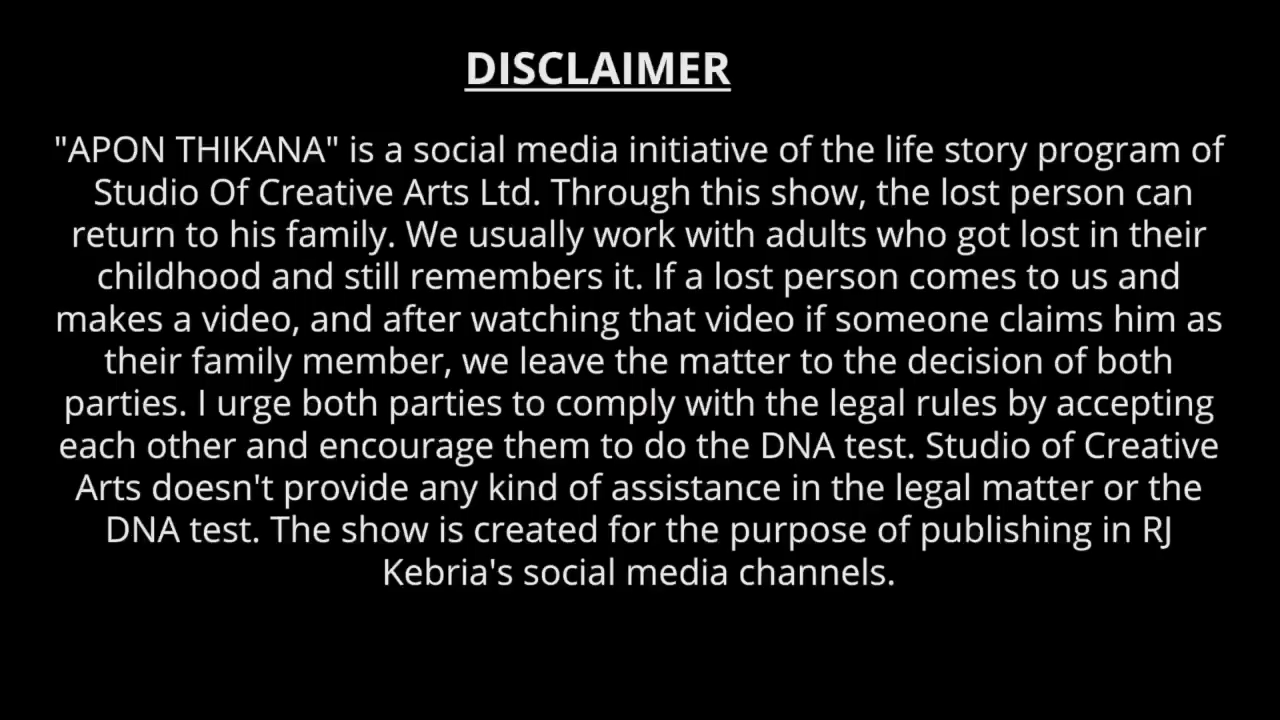 DISCLAIMER
"APON THIKANA" is a social media initiative of the life story program of
Studio Of Creative Arts Ltd. Through this show, the lost person can
return to his family. We usually work with adults who got lost in their
childhood and still remembers it. If a lost person comes to us and
makes a video, and after watching that video if someone claims him as
their family member, we leave the matter to the decision of both
parties. I urge both parties to comply with the legal rules by accepting
each other and encourage them to do the DNA test. Studio of Creative
Arts doesn't provide any kind of assistance in the legal matter or the
DNA test. The show is created for the purpose of publishing in RJ
Kebria's social media channels.